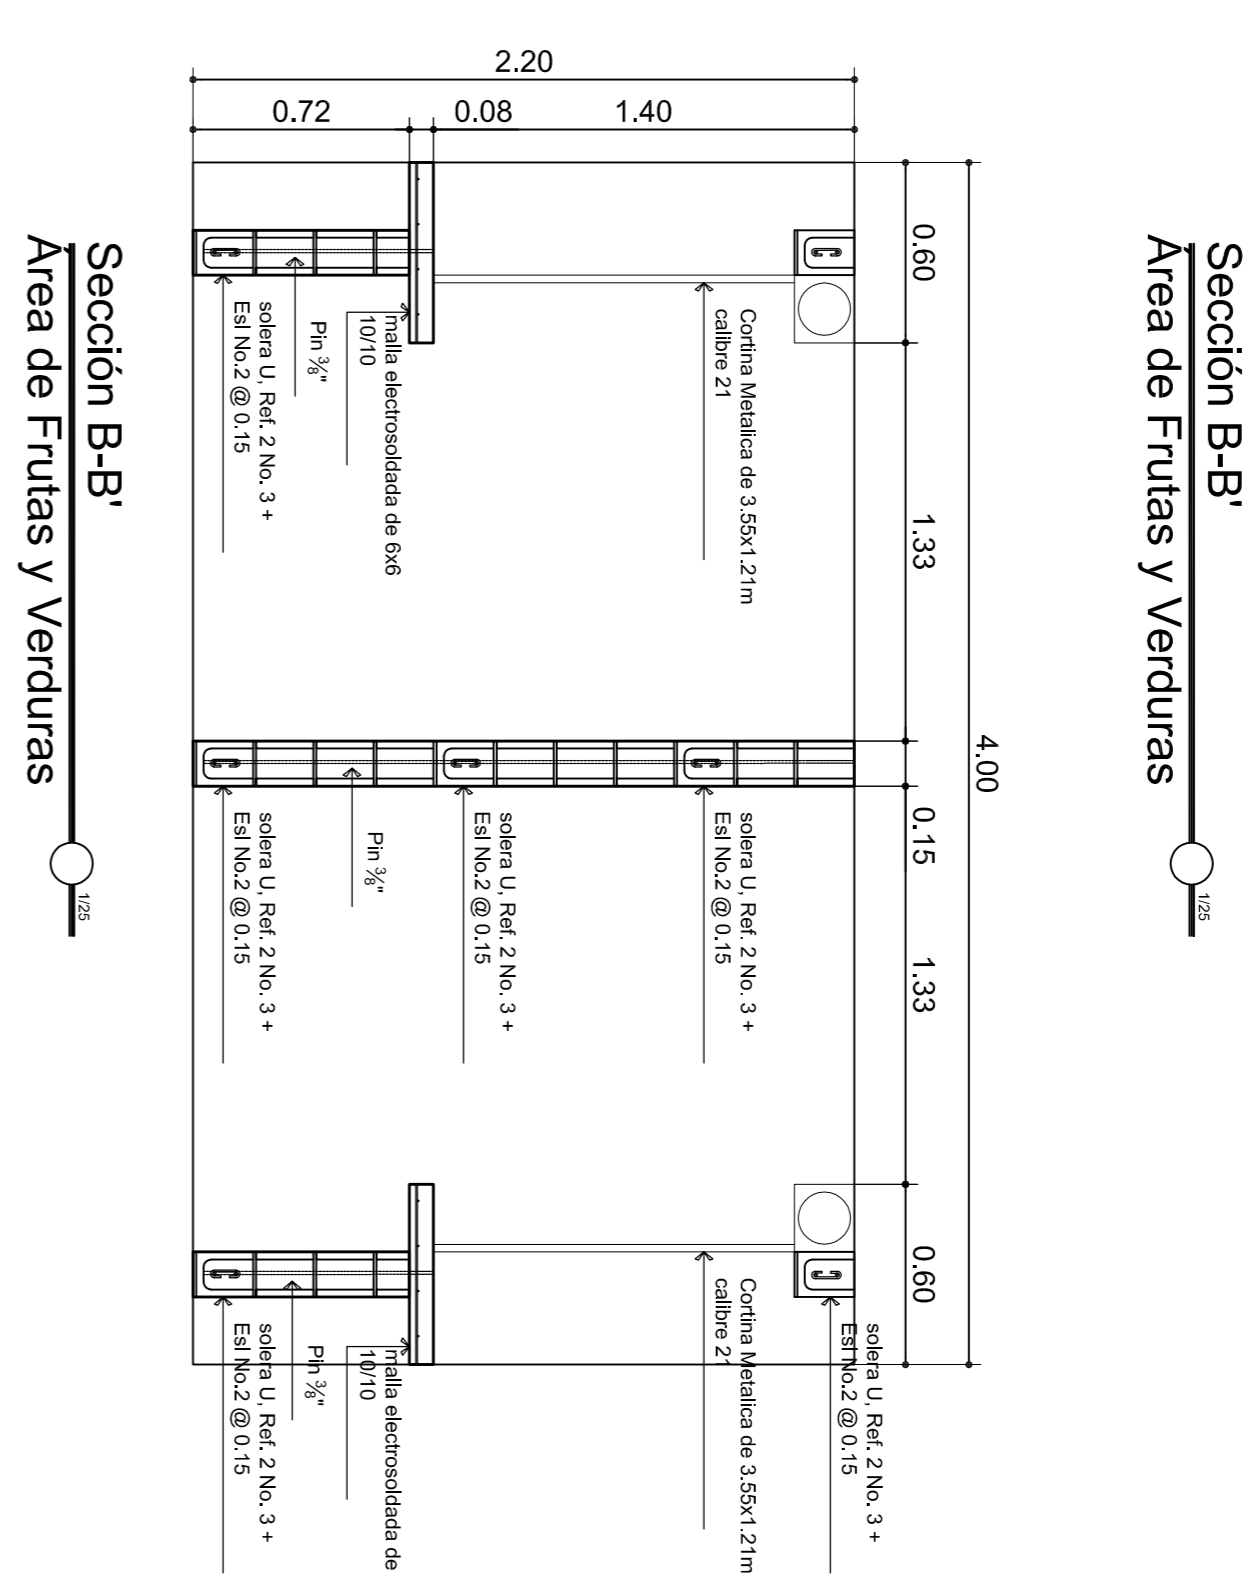 2.20
0.72
0.08
1.40
Sección B-B'
Área de Frutas y Verduras
1/25
Sección B-B'
Área de Frutas y Verduras
1/25
0.60
1.33
4.00
0.15
1.33
0.60
Cortina Metalica de 3.55x1.21m
calibre 21
malla electrosoldada de 6x6
10/10
Pin ⅜"
solera U, Ref. 2 No. 3 +
Esl No.2 @ 0.15
solera U, Ref. 2 No. 3 +
Esl No.2 @ 0.15
solera U, Ref. 2 No. 3 +
Esl No.2 @ 0.15
Pin ⅜"
solera U, Ref. 2 No. 3 +
Esl No.2 @ 0.15
solera U, Ref. 2 No. 3 +
Esl No.2 @ 0.15
Cortina Metalica de 3.55x1.21m
calibre 21
malla electrosoldada de
10/10
Pin ⅜"
solera U, Ref. 2 No. 3 +
Esl No.2 @ 0.15